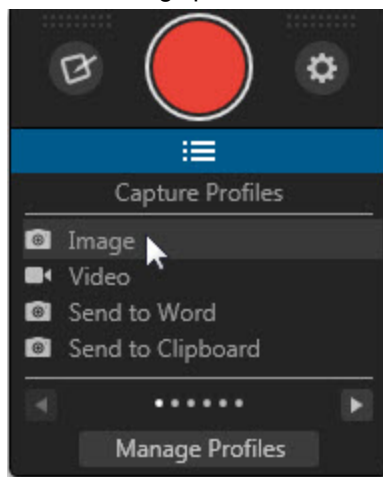 Capture Profiles
Image
Video
Send to Word
Send to Clipboard
Manage Profiles